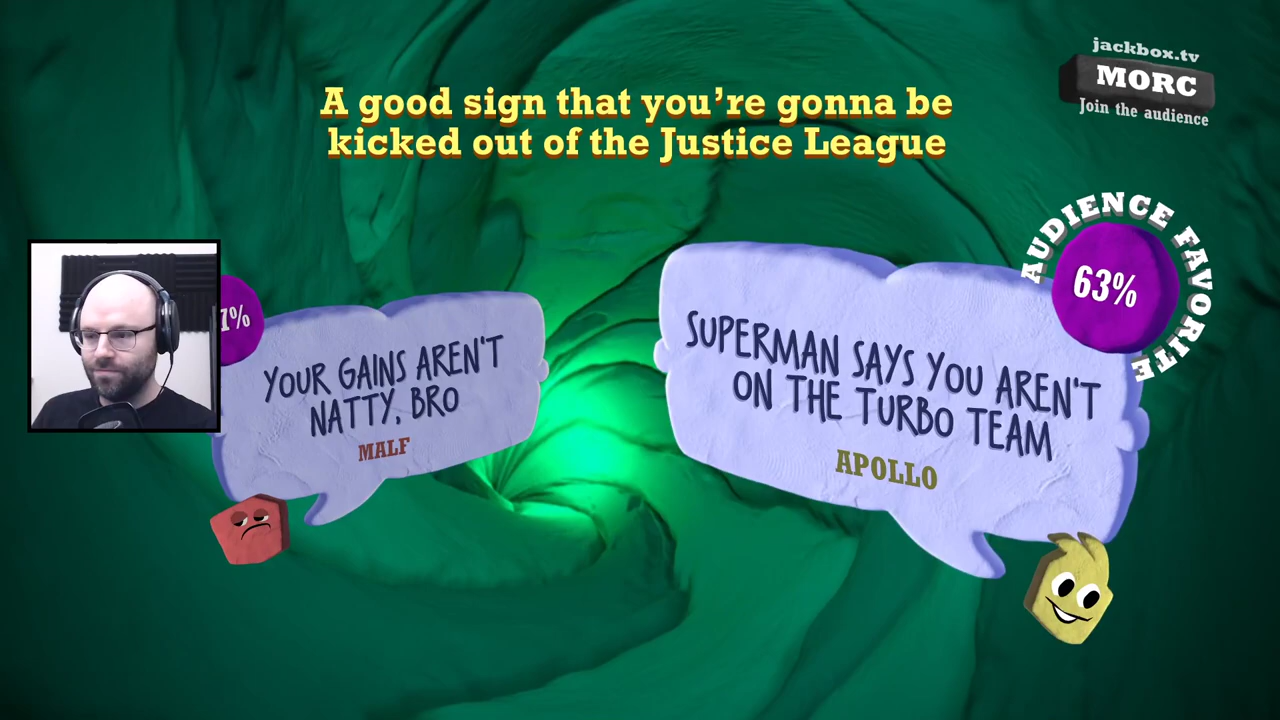 jackbox.tv
MORC
Join the audience
A good sign that you're gonna be
kicked out of the Justice League
AUDIENCE FAVORITE
63%
7%
YOUR GAINS AREN'T
NATTY, BRO
MALF
SUPERMAN SAYS YOU AREN'T
ON THE TURBO TEAM
APOLLO